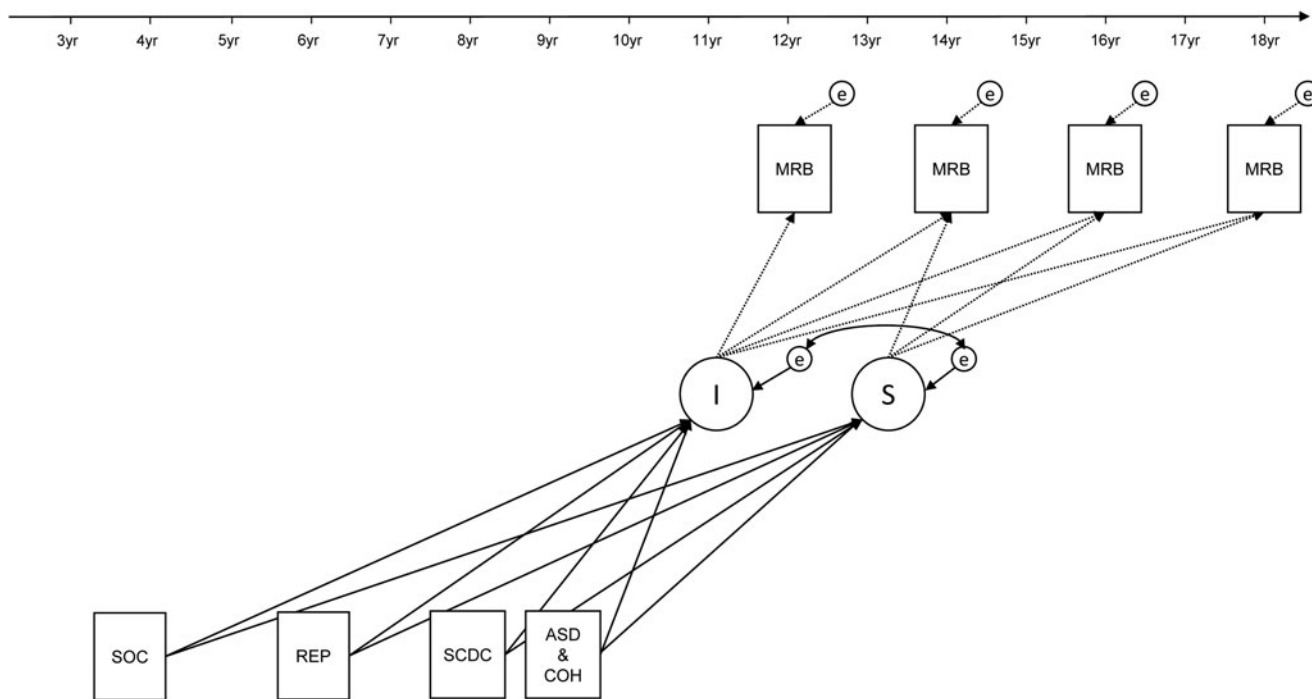 3yr 4yr 5yr 6yr 7yr 8yr 9yr 10yr 11yr 12yr 13yr 14yr 15yr 16yr 17yr 18yr
e e e e
MRB MRB MRB MRB
e e
I S
SOC REP SCDC ASD
&
COH